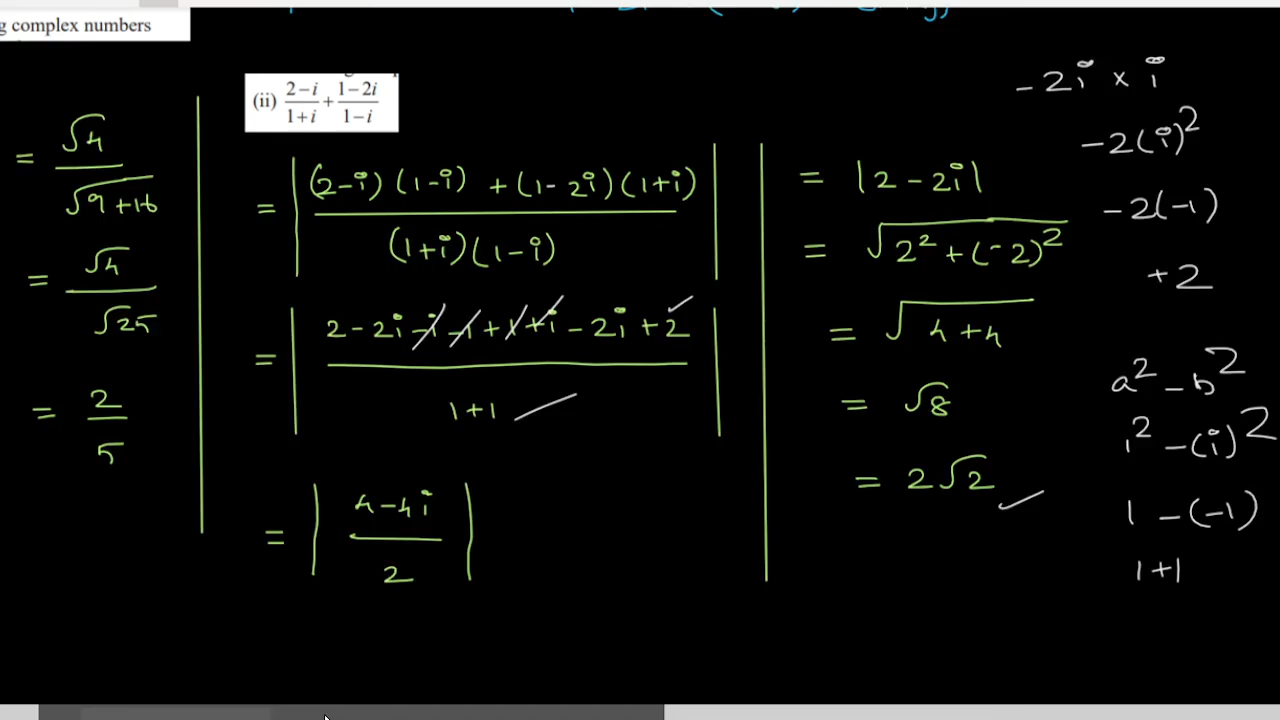 g complex numbers
= √4 / √9+16
= √4 / √25
= 2 / 5
(ii) 2−i / 1+i + 1−2i / 1−i
= | (2-i)(1-i) + (1-2i)(1+i) / (1+i)(1-i) |
= | 2-2i-i-1+1+i-2i+2 / 1+1 |
= | 4-4i / 2 |
= |2-2i|
= √2²+(-2)²
= √4+4
= √8
= 2√2
-2i × i
-2(i)²
-2(-1)
+2
a²-b²
1²-(i)²
1-(-1)
1+1